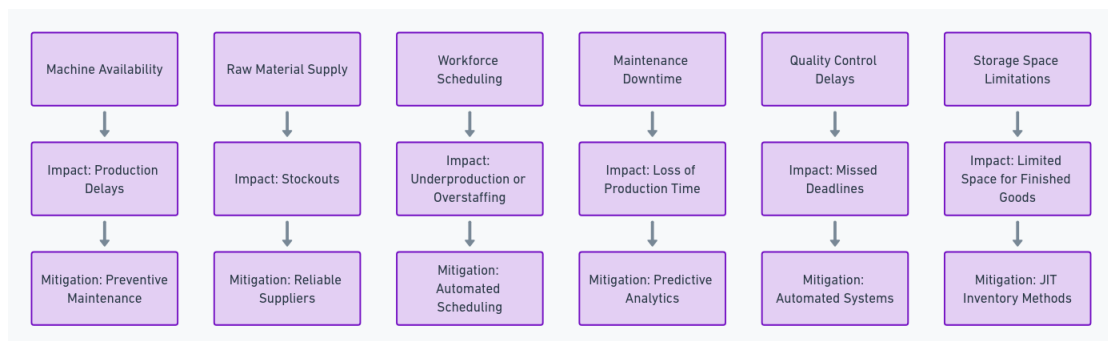 Machine Availability
Raw Material Supply
Workforce
Scheduling
Maintenance
Downtime
Quality Control
Delays
Storage Space
Limitations
Impact: Production
Delays
Impact: Stockouts
Impact:
Underproduction or
Overstaffing
Impact: Loss of
Production Time
Impact: Missed
Deadlines
Impact: Limited
Space for Finished
Goods
Mitigation: Preventive
Maintenance
Mitigation: Reliable
Suppliers
Mitigation:
Automated
Scheduling
Mitigation: Predictive
Analytics
Mitigation:
Automated Systems
Mitigation: JIT
Inventory Methods